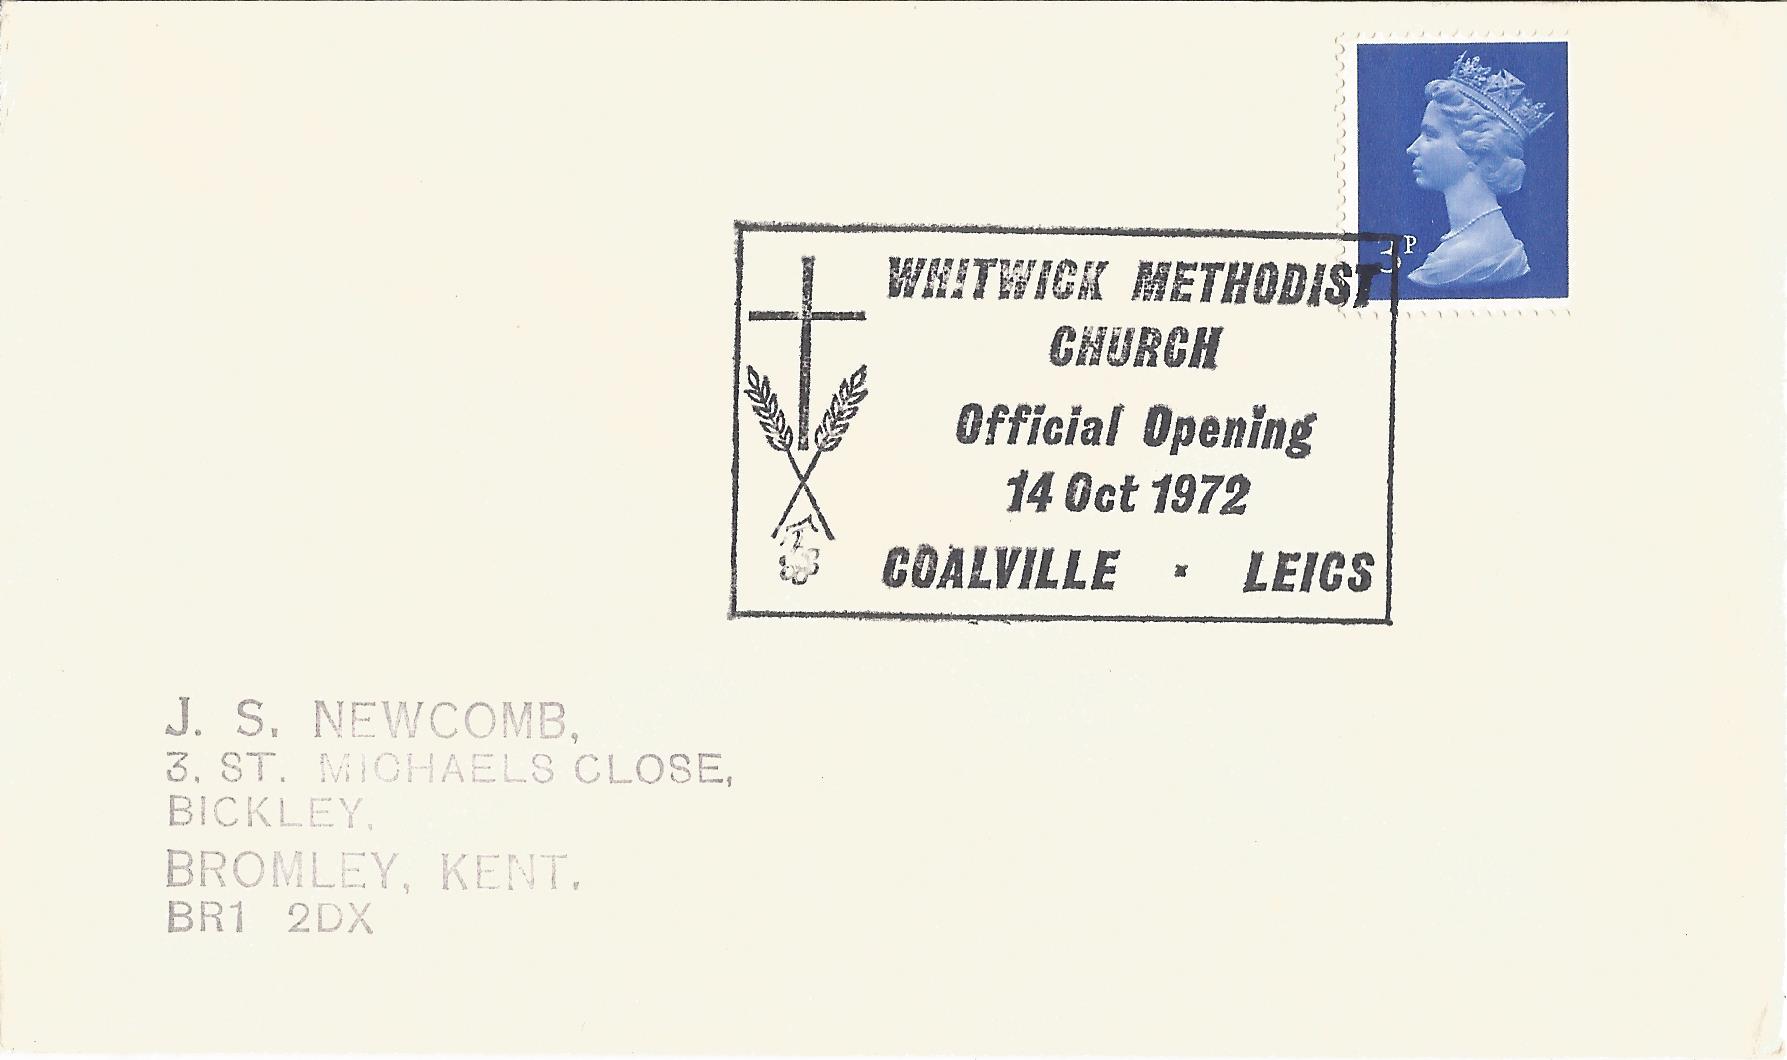 3P
WHITWICK METHODIST
CHURCH
Official Opening
14 Oct 1972
COALVILLE · LEICS
J. S. NEWCOMB,
3. ST. MICHAELS CLOSE,
BICKLEY,
BROMLEY, KENT.
BR1 2DX